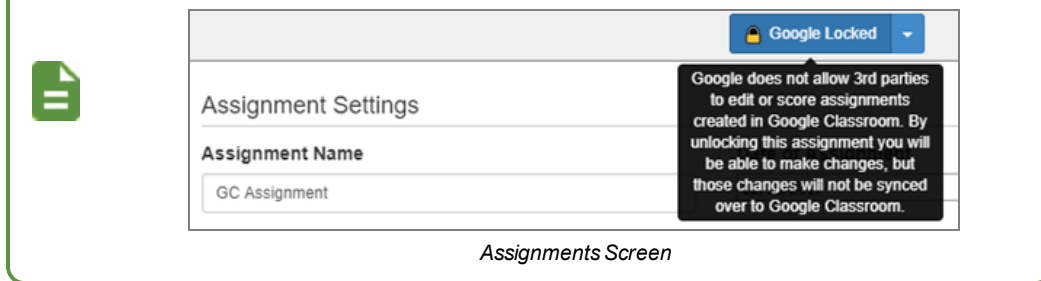 Google Locked
Google does not allow 3rd parties
to edit or score assignments
created in Google Classroom. By
unlocking this assignment you will
be able to make changes, but
those changes will not be synced
over to Google Classroom.
Assignment Settings
Assignment Name
GC Assignment
Assignments Screen